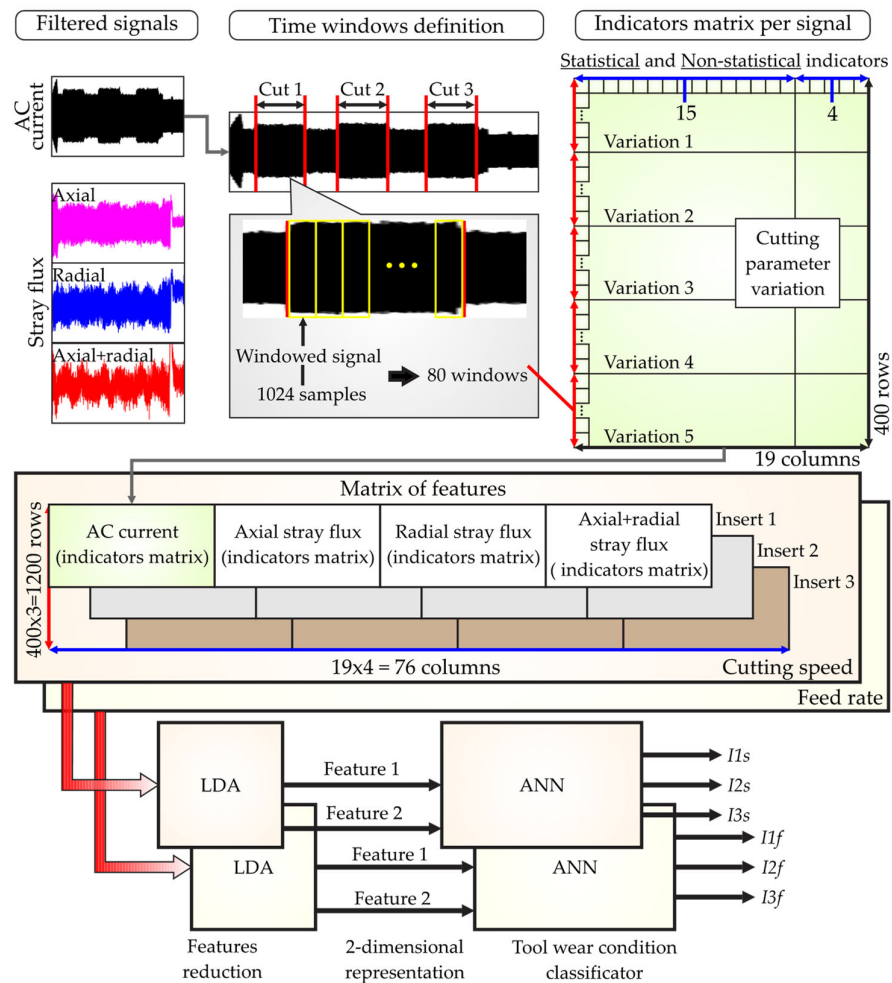 Filtered signals
Time windows definition
Indicators matrix per signal
AC current
Stray flux
Axial
Radial
Axial+radial
Cut 1
Cut 2
Cut 3
Windowed signal
1024 samples
80 windows
Statistical and Non-statistical indicators
15
4
Variation 1
Variation 2
Variation 3
Variation 4
Variation 5
Cutting
parameter
variation
400 rows
19 columns
Matrix of features
AC current
(indicators matrix)
Axial stray flux
(indicators matrix)
Radial stray flux
(indicators matrix)
Axial+radial
stray flux
( indicators matrix)
Insert 1
Insert 2
Insert 3
400x3=1200 rows
19x4 = 76 columns
Cutting speed
Feed rate
LDA
Feature 1
Feature 2
ANN
I1s
I2s
I3s
LDA
Feature 1
Feature 2
ANN
I1f
I2f
I3f
Features
reduction
2-dimensional
representation
Tool wear condition
classificator